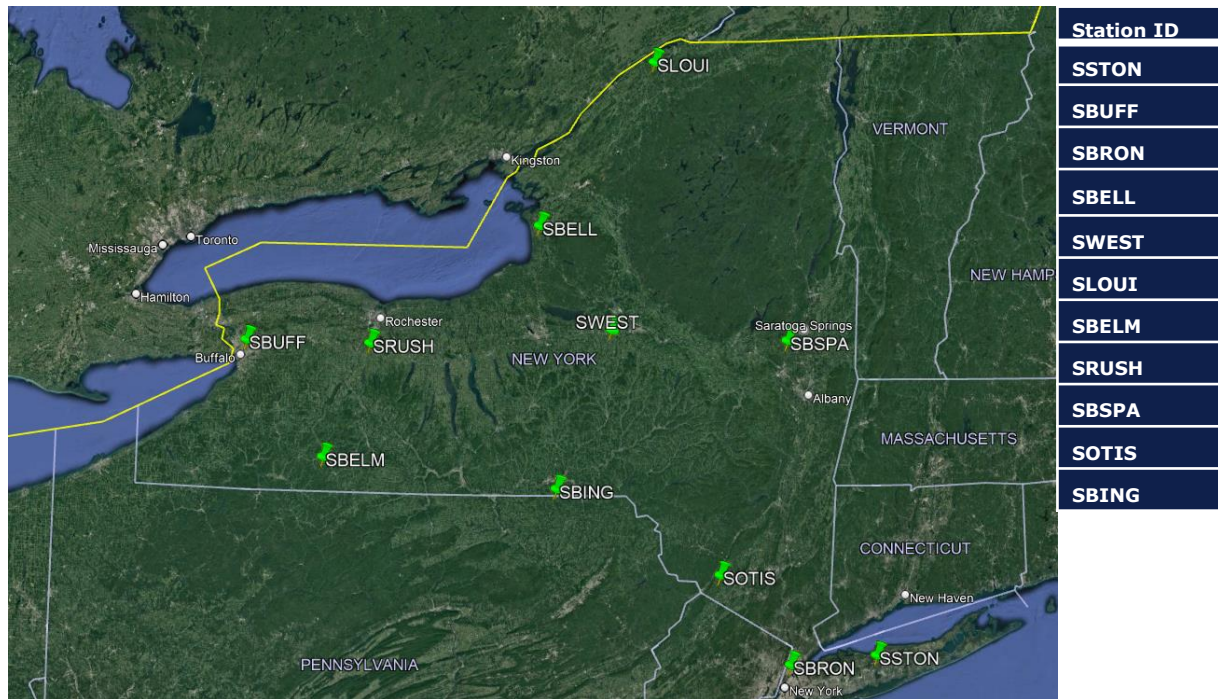 SLOUI
VERMONT
Kingston
SBELL
Toronto
Mississauga
NEW HAMP
Hamilton
Rochester
SWEST
Saratoga Springs
SBUFF
SRUSH
SBSPA
Buffalo
NEW YORK
Albany
MASSACHUSETTS
SBELM
SBING
CONNECTICUT
SOTIS
New Haven
PENNSYLVANIA
SBRON
SSTON
New York
Station ID
SSTON
SBUFF
SBRON
SBELL
SWEST
SLOUI
SBELM
SRUSH
SBSPA
SOTIS
SBING